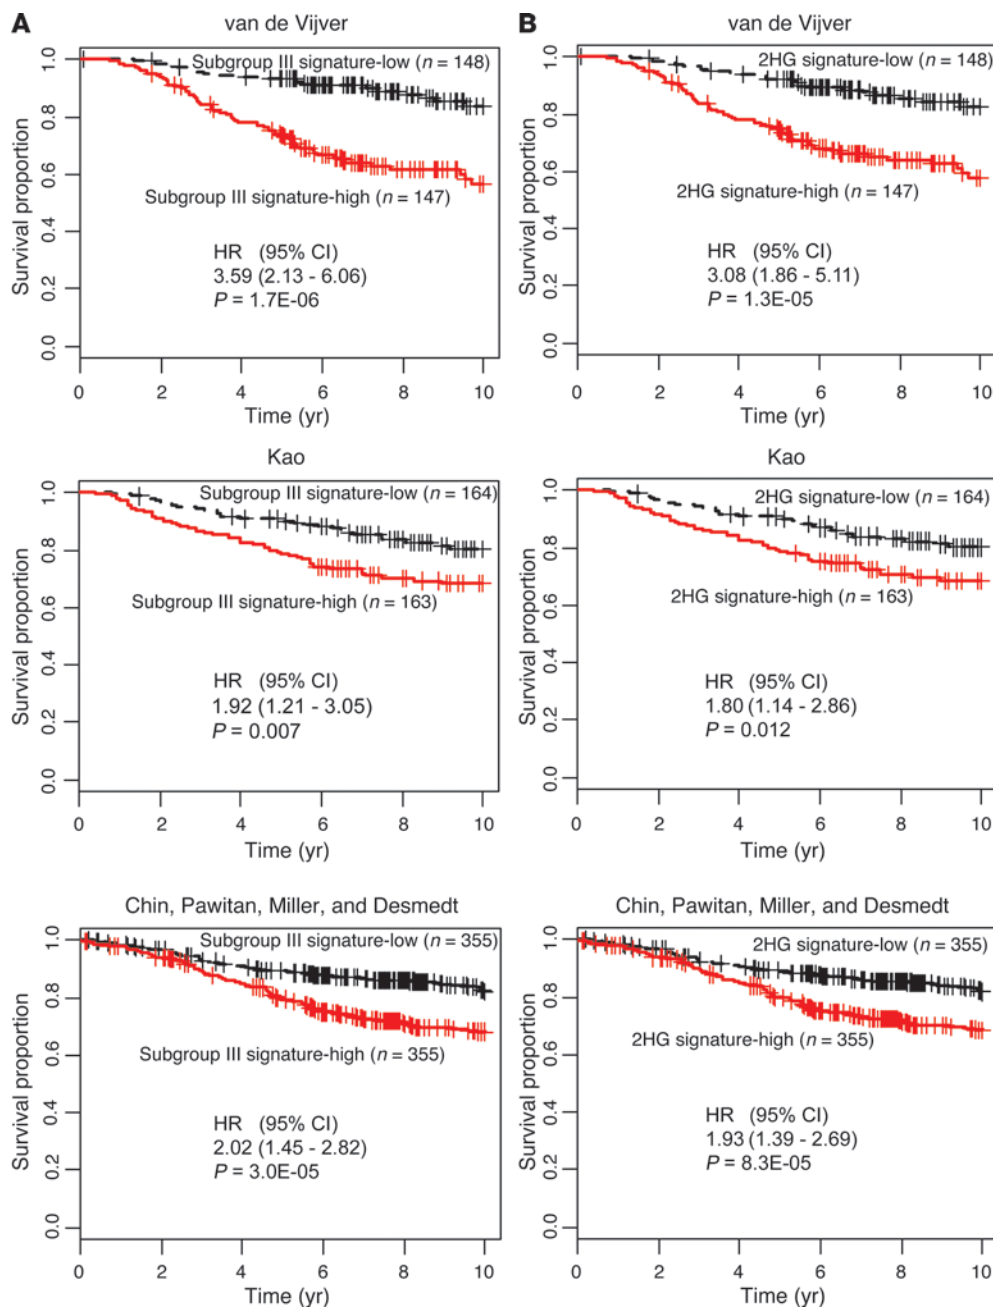 A
van de Vijver
Survival proportion
1.0
0.8
0.6
0.4
0.2
0.0
Subgroup III signature-low (n = 148)
Subgroup III signature-high (n = 147)
HR (95% CI)
3.59 (2.13 - 6.06)
P = 1.7E-06
0 2 4 6 8 10
Time (yr)
B
van de Vijver
Survival proportion
1.0
0.8
0.6
0.4
0.2
0.0
2HG signature-low (n = 148)
2HG signature-high (n = 147)
HR (95% CI)
3.08 (1.86 - 5.11)
P = 1.3E-05
0 2 4 6 8 10
Time (yr)
Kao
Survival proportion
1.0
0.8
0.6
0.4
0.2
0.0
Subgroup III signature-low (n = 164)
Subgroup III signature-high (n = 163)
HR (95% CI)
1.92 (1.21 - 3.05)
P = 0.007
0 2 4 6 8 10
Time (yr)
Kao
Survival proportion
1.0
0.8
0.6
0.4
0.2
0.0
2HG signature-low (n = 164)
2HG signature-high (n = 163)
HR (95% CI)
1.80 (1.14 - 2.86)
P = 0.012
0 2 4 6 8 10
Time (yr)
Chin, Pawitan, Miller, and Desmedt
Survival proportion
1.0
0.8
0.6
0.4
0.2
0.0
Subgroup III signature-low (n = 355)
Subgroup III signature-high (n = 355)
HR (95% CI)
2.02 (1.45 - 2.82)
P = 3.0E-05
0 2 4 6 8 10
Time (yr)
Chin, Pawitan, Miller, and Desmedt
Survival proportion
1.0
0.8
0.6
0.4
0.2
0.0
2HG signature-low (n = 355)
2HG signature-high (n = 355)
HR (95% CI)
1.93 (1.39 - 2.69)
P = 8.3E-05
0 2 4 6 8 10
Time (yr)